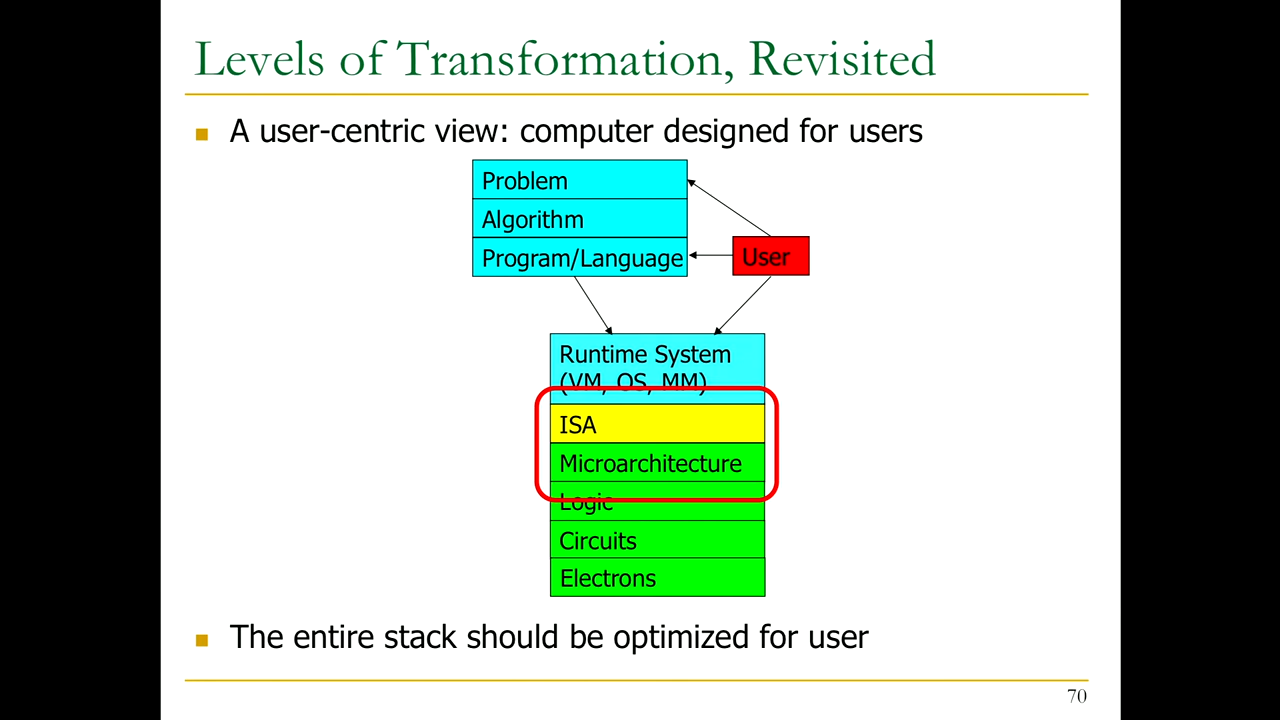 Levels of Transformation, Revisited
A user-centric view: computer designed for users
Problem
Algorithm
Program/Language
User
Runtime System
(VM, OS, MM)
ISA
Microarchitecture
Logic
Circuits
Electrons
The entire stack should be optimized for user
70